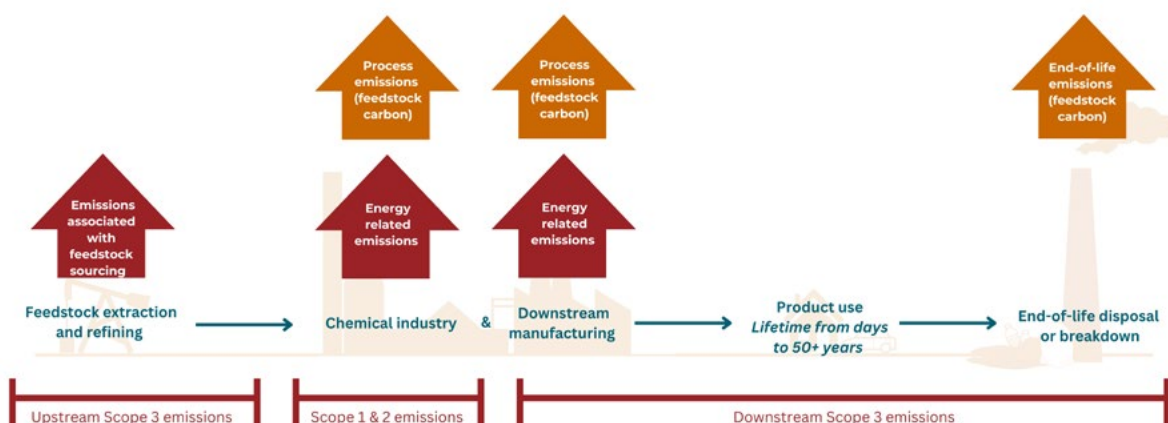 Process
emissions
(feedstock
carbon)
Process
emissions
(feedstock
carbon)
End-of-life
emissions
(feedstock
carbon)
Emissions
associated
with
feedstock
sourcing
Energy
related
emissions
Energy
related
emissions
Feedstock extraction
and refining
Chemical industry
&
Downstream
manufacturing
Product use
Lifetime from days
to 50+ years
End-of-life disposal
or breakdown
Upstream Scope 3 emissions
Scope 1 & 2 emissions
Downstream Scope 3 emissions